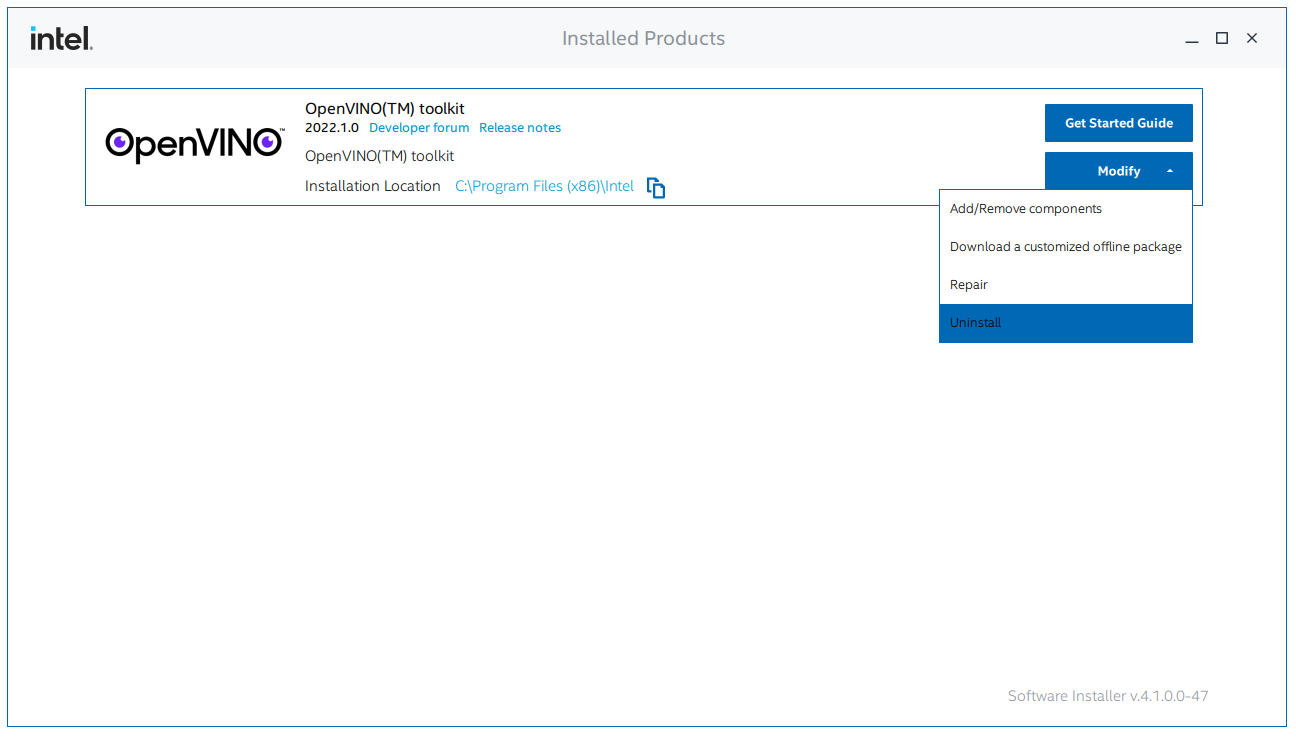 intel.
Installed Products
OpenVINO™
OpenVINO(TM) toolkit
2022.1.0 Developer forum Release notes
OpenVINO(TM) toolkit
Installation Location C:\Program Files (x86)\Intel
Get Started Guide
Modify
Add/Remove components
Download a customized offline package
Repair
Uninstall
Software Installer v.4.1.0.0-47